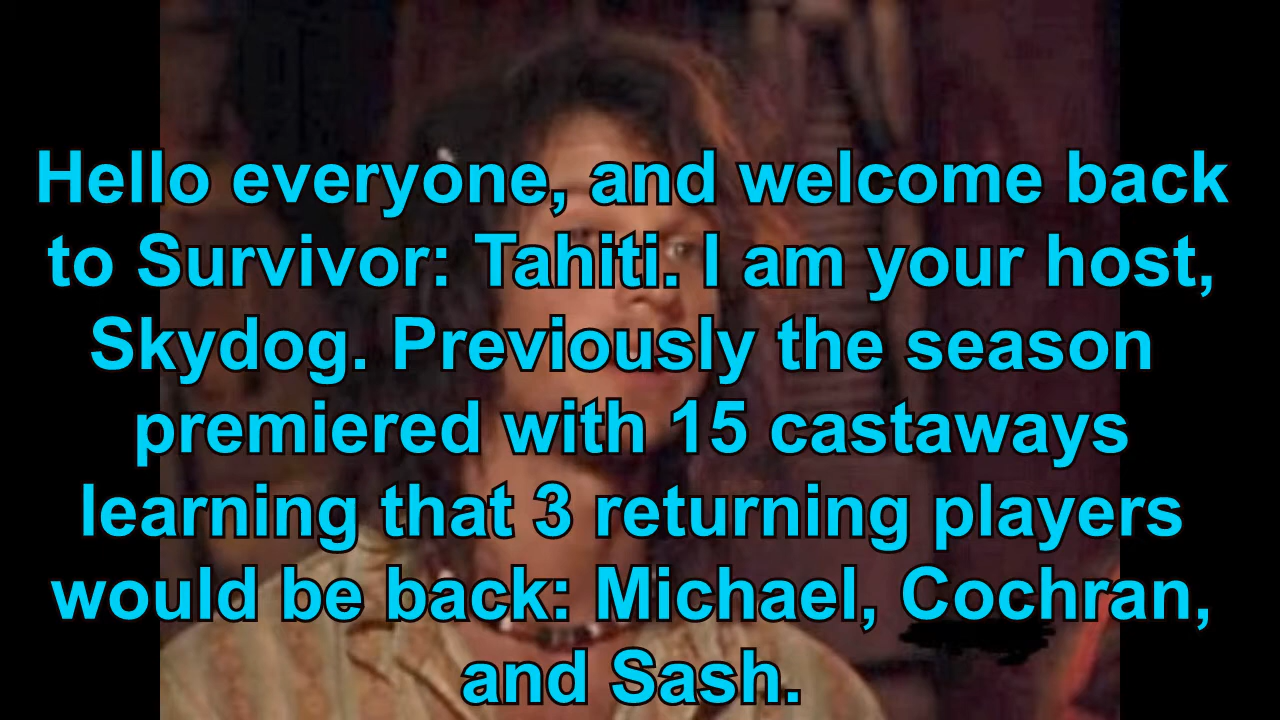 Hello everyone, and welcome back
to Survivor: Tahiti. I am your host,
Skydog. Previously the season
premiered with 15 castaways
learning that 3 returning players
would be back: Michael, Cochran,
and Sash.